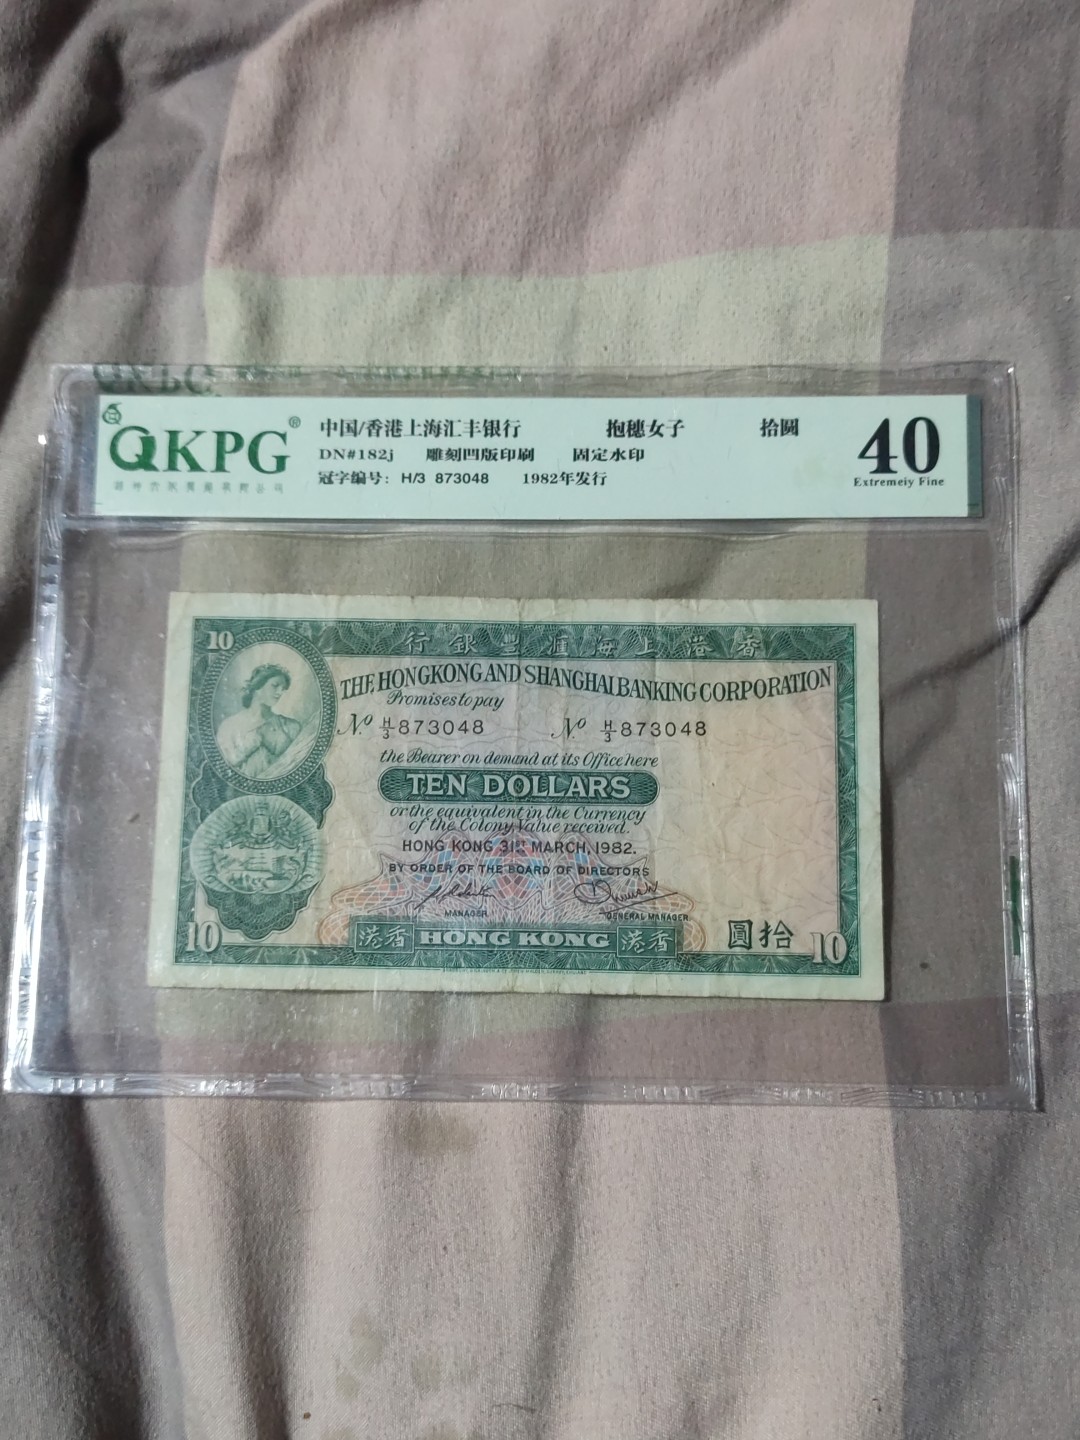 QKPG®
中国/香港上海汇丰银行 抱穗女子 拾圆
DN#182j 雕刻凹版印刷 固定水印
冠字编号: H/3 873048 1982年发行
40
Extremeiy Fine
10
行銀豐滙海上港香
THE HONGKONG AND SHANGHAI BANKING CORPORATION
Promises to pay
No H/3 873048 No H/3 873048
the Bearer on demand at its Office here
TEN DOLLARS
or the equivalent in the Currency
of the Colony, Value received.
HONG KONG 31ST MARCH, 1982.
BY ORDER OF THE BOARD OF DIRECTORS
MANAGER
GENERAL MANAGER
10 港香 HONG KONG 港香 圓拾 10